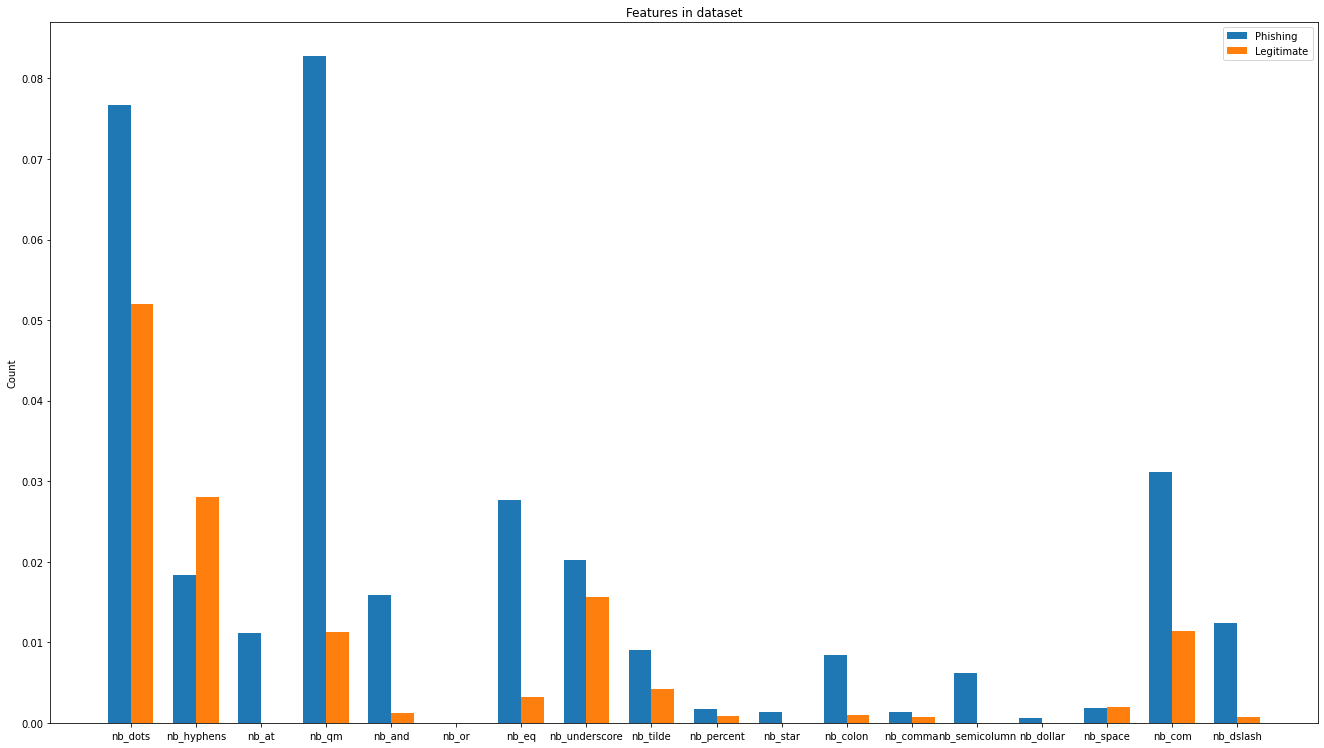 Features in dataset
Phishing
Legitimate
Count
0.08
0.07
0.06
0.05
0.04
0.03
0.02
0.01
0.00
nb_dots nb_hyphens nb_at nb_qm nb_and nb_or nb_eq nb_underscore nb_tilde nb_percent nb_star nb_colon nb_comma nb_semicolumn nb_dollar nb_space nb_com nb_dslash